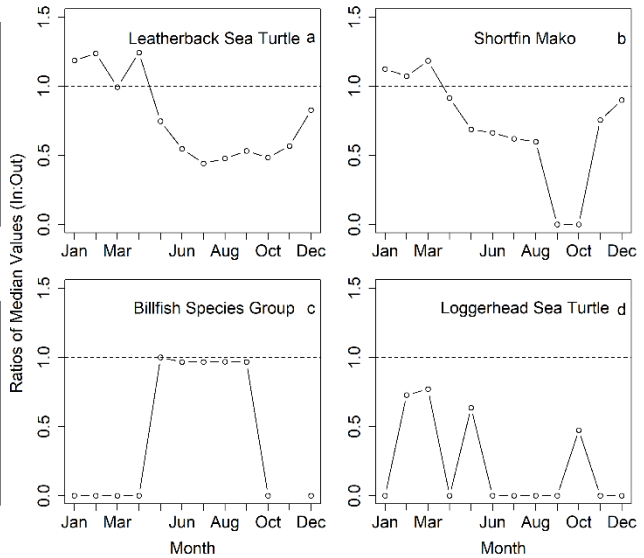 Ratios of Median Values (In:Out)
Leatherback Sea Turtle a
1.5
1.0
0.5
0.0
Jan Mar Jun Aug Oct Dec
Shortfin Mako b
1.5
1.0
0.5
0.0
Jan Mar Jun Aug Oct Dec
Billfish Species Group c
1.5
1.0
0.5
0.0
Jan Mar Jun Aug Oct Dec
Month
Loggerhead Sea Turtle d
1.5
1.0
0.5
0.0
Jan Mar Jun Aug Oct Dec
Month